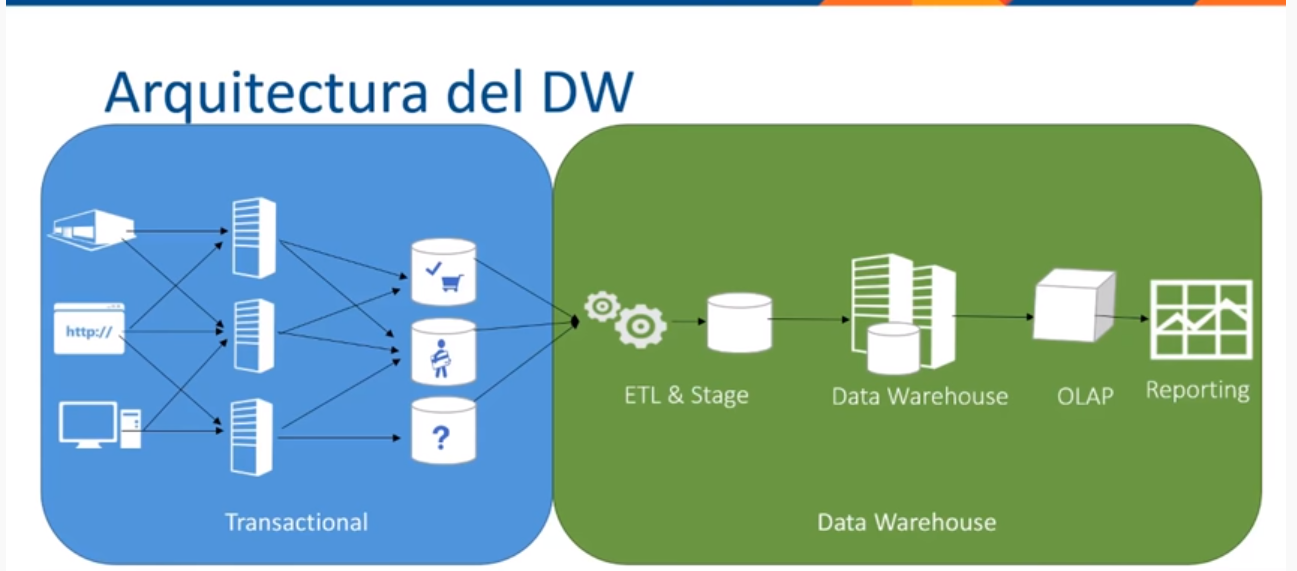 Arquitectura del DW
http://
?
ETL & Stage
Data Warehouse
OLAP
Reporting
Transactional
Data Warehouse